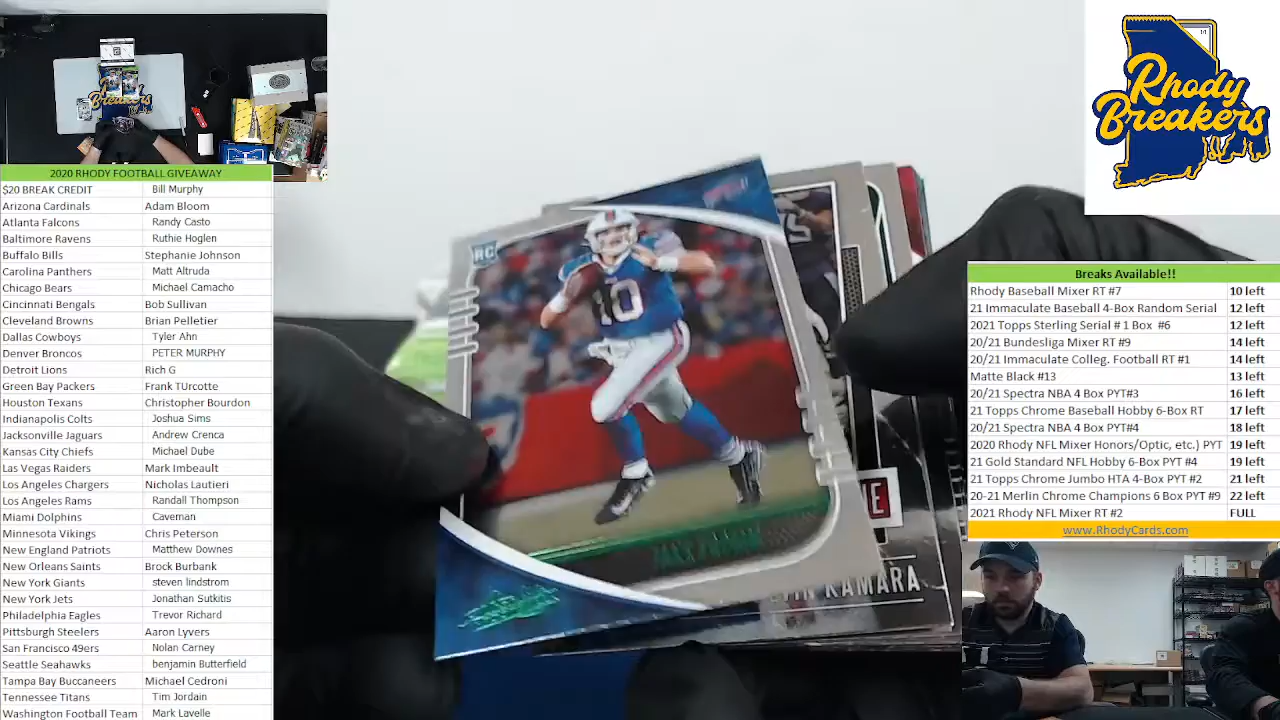 2020 RHODY FOOTBALL GIVEAWAY
$20 BREAK CREDIT Bill Murphy
Arizona Cardinals Adam Bloom
Atlanta Falcons Randy Casto
Baltimore Ravens Ruthie Hoglen
Buffalo Bills Stephanie Johnson
Carolina Panthers Matt Altruda
Chicago Bears Michael Camacho
Cincinnati Bengals Bob Sullivan
Cleveland Browns Brian Pelletier
Dallas Cowboys Tyler Ahn
Denver Broncos PETER MURPHY
Detroit Lions Rich G
Green Bay Packers Frank TUrcotte
Houston Texans Christopher Bourdon
Indianapolis Colts Joshua Sims
Jacksonville Jaguars Andrew Crenca
Kansas City Chiefs Michael Dube
Las Vegas Raiders Mark Imbeault
Los Angeles Chargers Nicholas Lautieri
Los Angeles Rams Randall Thompson
Miami Dolphins Caveman
Minnesota Vikings Chris Peterson
New England Patriots Matthew Downes
New Orleans Saints Brock Burbank
New York Giants steven lindstrom
New York Jets Jonathan Sutkitis
Philadelphia Eagles Trevor Richard
Pittsburgh Steelers Aaron Lyvers
San Francisco 49ers Nolan Carney
Seattle Seahawks benjamin Butterfield
Tampa Bay Buccaneers Michael Cedroni
Tennessee Titans Tim Jordain
Washington Football Team Mark Lavelle
RC
10
KAMARA
Rhody
Breakers
Breaks Available!!
Rhody Baseball Mixer RT #7 10 left
21 Immaculate Baseball 4-Box Random Serial 12 left
2021 Topps Sterling Serial # 1 Box #6 12 left
20/21 Bundesliga Mixer RT #9 14 left
20/21 Immaculate Colleg. Football RT #1 14 left
Matte Black #13 13 left
20/21 Spectra NBA 4 Box PYT#3 16 left
21 Topps Chrome Baseball Hobby 6-Box RT 17 left
20/21 Spectra NBA 4 Box PYT#4 18 left
2020 Rhody NFL Mixer Honors/Optic, etc.) PYT 19 left
21 Gold Standard NFL Hobby 6-Box PYT #4 19 left
21 Topps Chrome Jumbo HTA 4-Box PYT #2 21 left
20-21 Merlin Chrome Champions 6 Box PYT #9 22 left
2021 Rhody NFL Mixer RT #2 FULL
www.RhodyCards.com